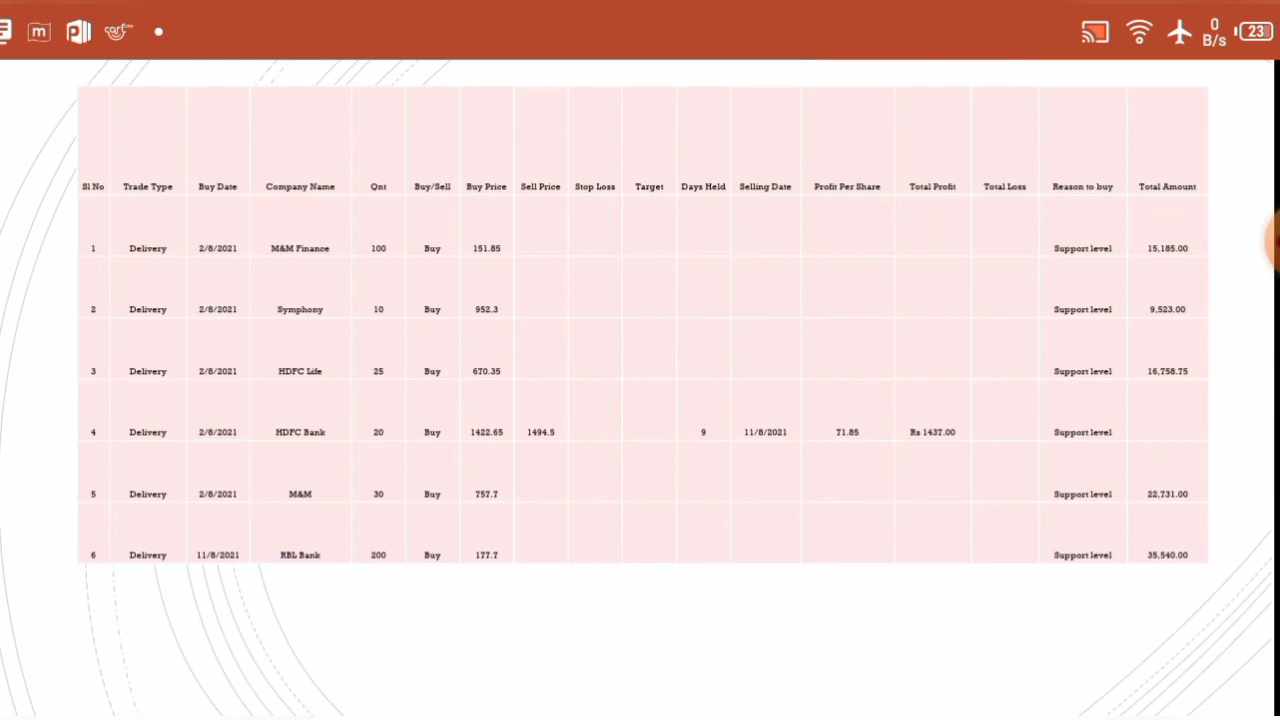 m
P
cart.com
0
B/s
23
Sl No Trade Type Buy Date Company Name Qnt Buy/Sell Buy Price Sell Price Stop Loss Target Days Held Selling Date Profit Per Share Total Profit Total Loss Reason to buy Total Amount
1 Delivery 2/8/2021 M&M Finance 100 Buy 151.85 Support level 15,185.00
2 Delivery 2/8/2021 Symphony 10 Buy 952.3 Support level 9,523.00
3 Delivery 2/8/2021 HDFC Life 25 Buy 670.35 Support level 16,758.75
4 Delivery 2/8/2021 HDFC Bank 20 Buy 1422.65 1494.5 9 11/8/2021 71.85 Rs 1437.00 Support level
5 Delivery 2/8/2021 M&M 30 Buy 757.7 Support level 22,731.00
6 Delivery 11/8/2021 RBL Bank 200 Buy 177.7 Support level 35,540.00